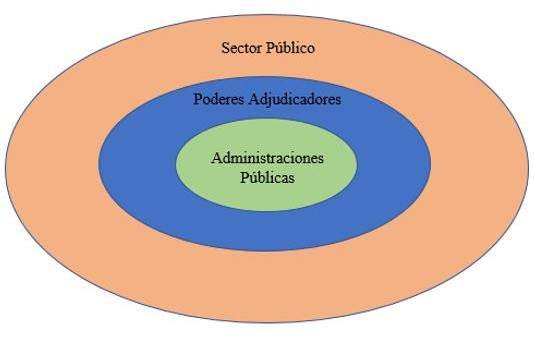 Sector Público
Poderes Adjudicadores
Administraciones
Públicas